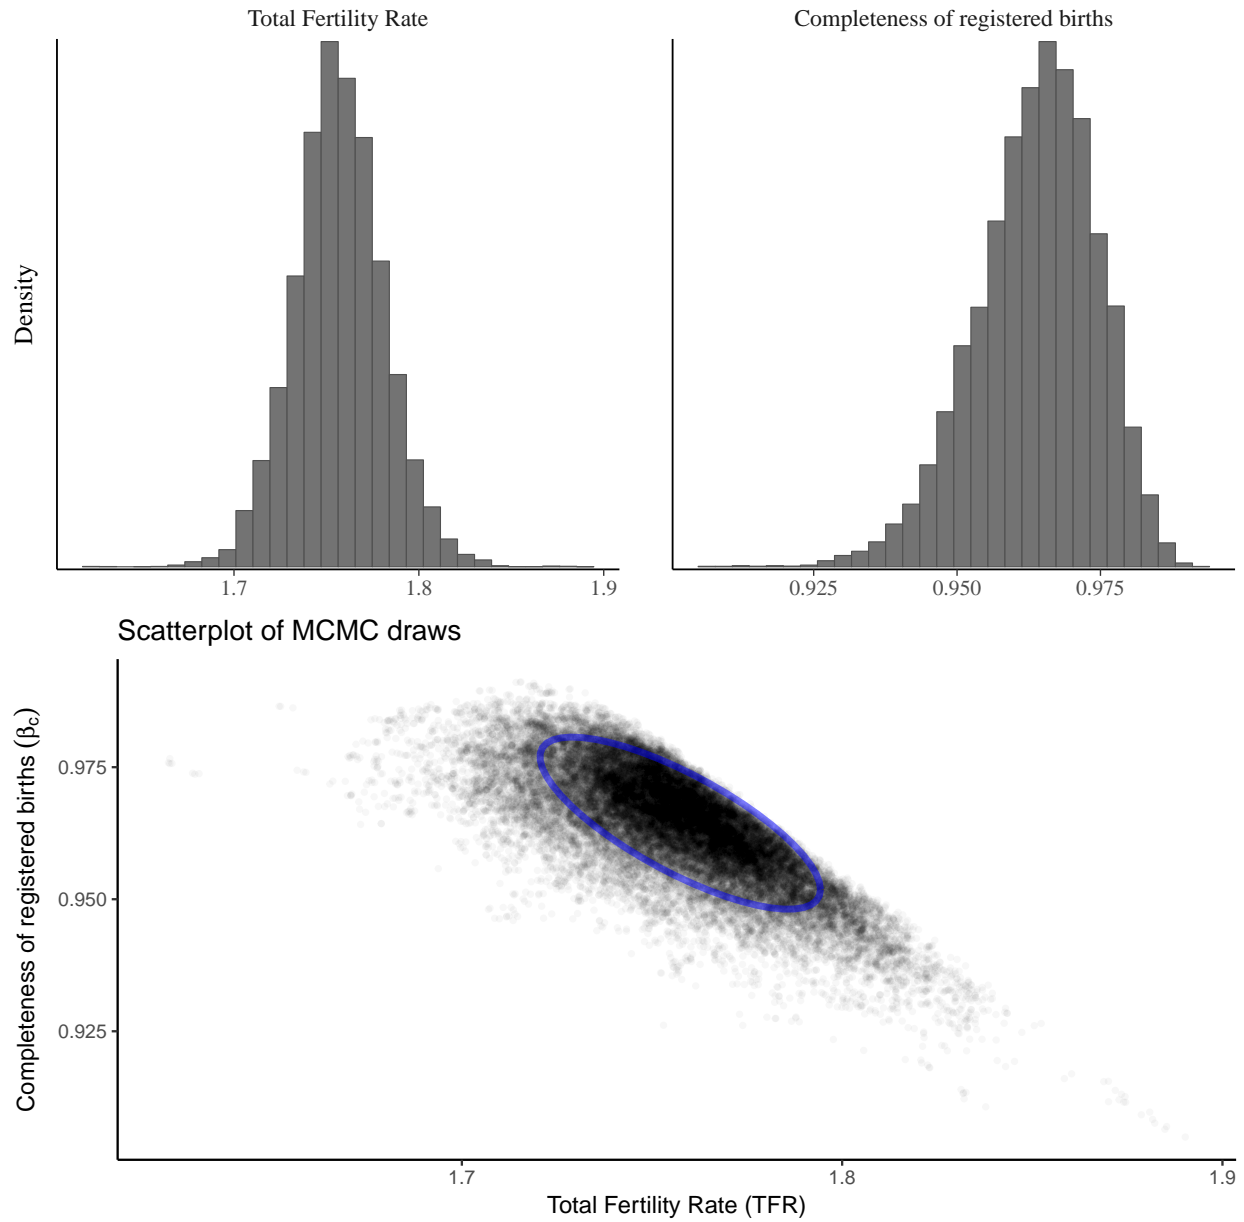 Total Fertility Rate
Completeness of registered births
Density
1.7 1.8 1.9
0.925 0.950 0.975
Scatterplot of MCMC draws
Completeness of registered births (βc)
0.975
0.950
0.925
1.7 1.8 1.9
Total Fertility Rate (TFR)